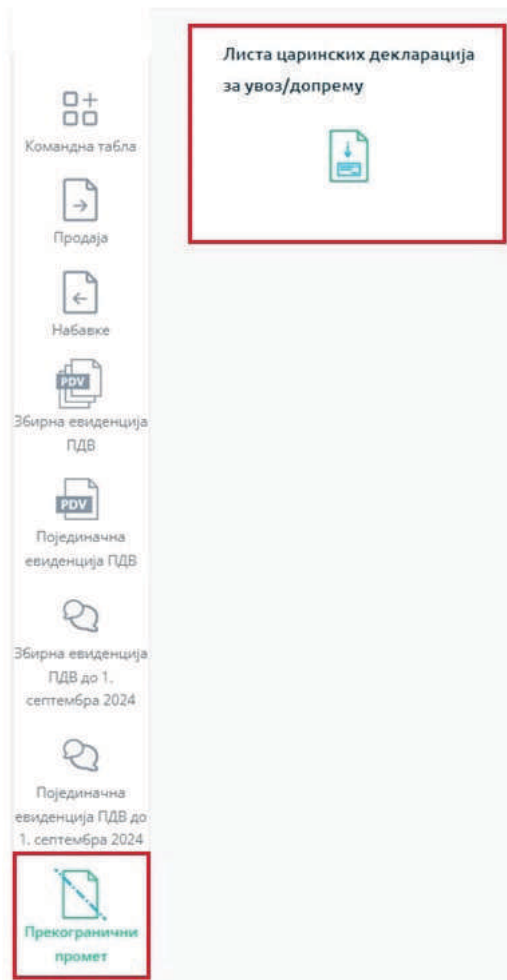 Листа царинских декларација
за увоз/допрему
Командна табла
Продаја
Набавке
PDV
Збирна евиденција
ПДВ
PDV
Појединачна
евиденција ПДВ
Збирна евиденција
ПДВ до 1.
септембра 2024
Појединачна
евиденција ПДВ до
1. септембра 2024
Прекогранични
промет